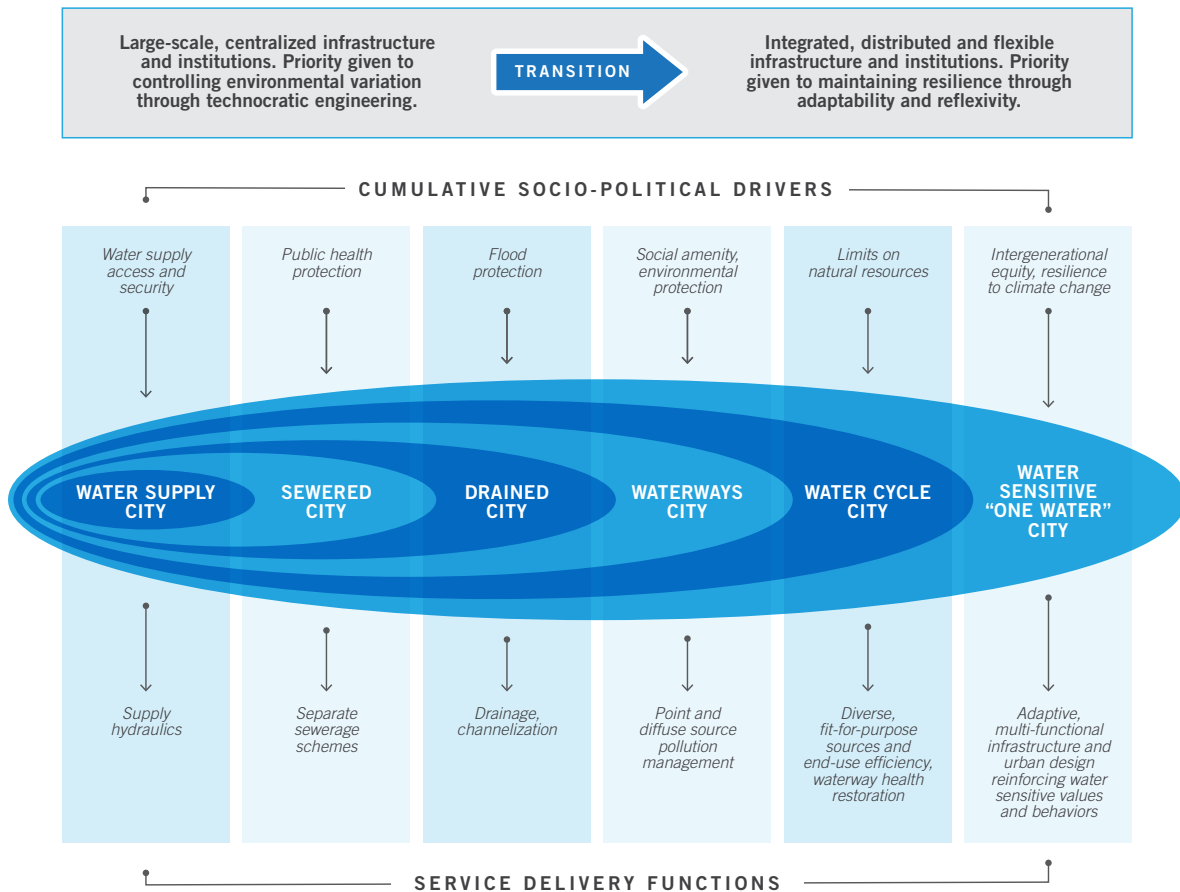 Large-scale, centralized infrastructure
and institutions. Priority given to
controlling environmental variation
through technocratic engineering.
TRANSITION
Integrated, distributed and flexible
infrastructure and institutions. Priority
given to maintaining resilience through
adaptability and reflexivity.
CUMULATIVE SOCIO-POLITICAL DRIVERS
Water supply
access and
security
Public health
protection
Flood
protection
Social amenity,
environmental
protection
Limits on
natural resources
Intergenerational
equity, resilience
to climate change
WATER SUPPLY
CITY
SEWERED
CITY
DRAINED
CITY
WATERWAYS
CITY
WATER CYCLE
CITY
WATER
SENSITIVE
“ONE WATER”
CITY
Supply
hydraulics
Separate
sewerage
schemes
Drainage,
channelization
Point and
diffuse source
pollution
management
Diverse,
fit-for-purpose
sources and
end-use efficiency,
waterway health
restoration
Adaptive,
multi-functional
infrastructure and
urban design
reinforcing water
sensitive values
and behaviors
SERVICE DELIVERY FUNCTIONS